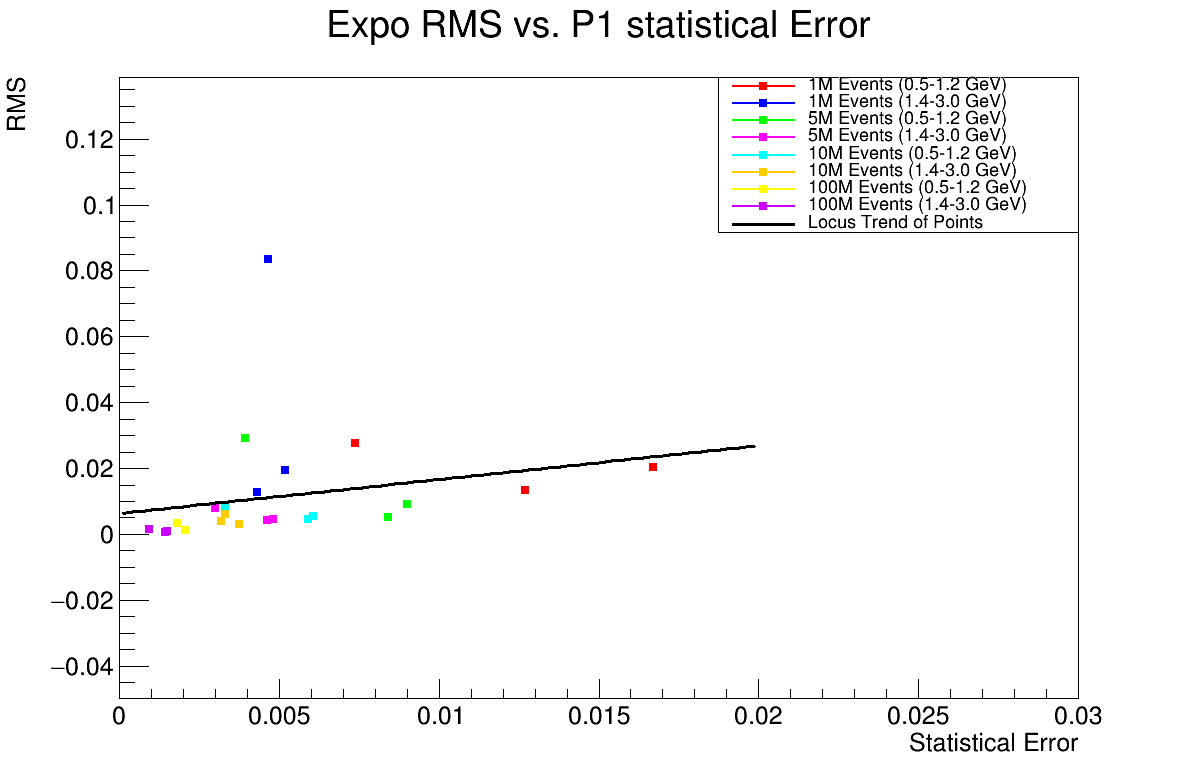 Expo RMS vs. P1 statistical Error
RMS
1M Events (0.5-1.2 GeV)
1M Events (1.4-3.0 GeV)
5M Events (0.5-1.2 GeV)
5M Events (1.4-3.0 GeV)
10M Events (0.5-1.2 GeV)
10M Events (1.4-3.0 GeV)
100M Events (0.5-1.2 GeV)
100M Events (1.4-3.0 GeV)
Locus Trend of Points
0.12
0.1
0.08
0.06
0.04
0.02
0
−0.02
−0.04
0 0.005 0.01 0.015 0.02 0.025 0.03
Statistical Error